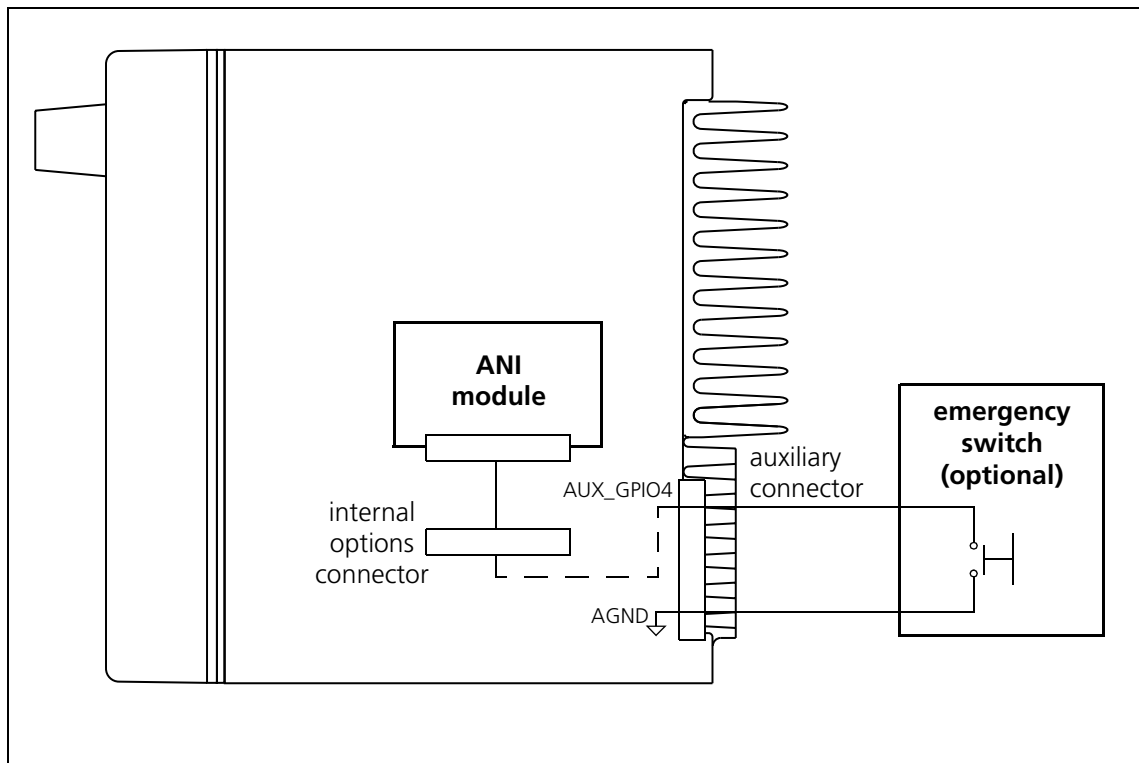 ANI
module
emergency
switch
(optional)
auxiliary
connector
AUX_GPIO4
internal
options
connector
AGND